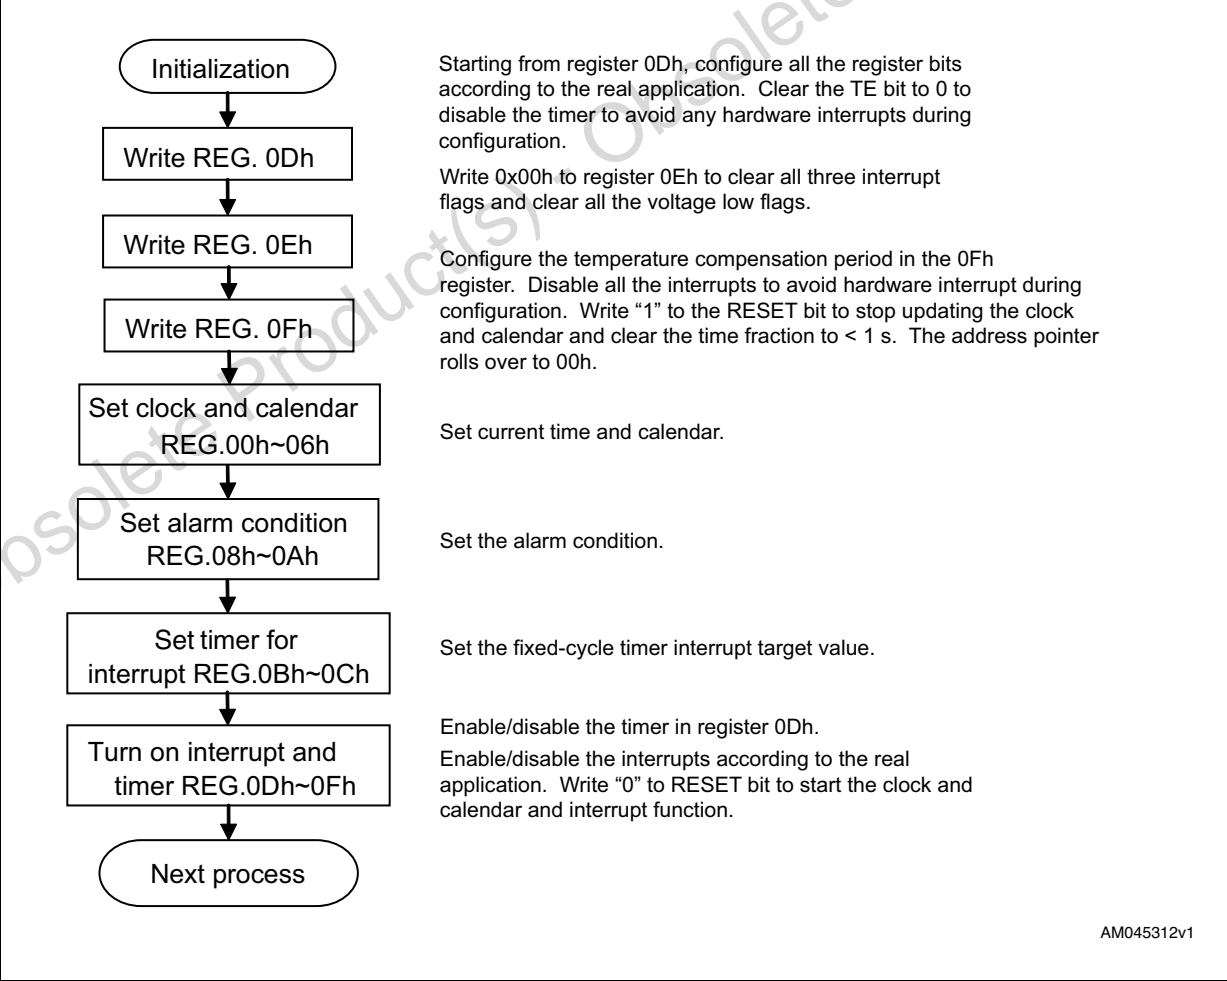 Initialization
Write REG. 0Dh
Write REG. 0Eh
Write REG. 0Fh
Set clock and calendar
REG.00h~06h
Set alarm condition
REG.08h~0Ah
Set timer for
interrupt REG.0Bh~0Ch
Turn on interrupt and
timer REG.0Dh~0Fh
Next process
Starting from register 0Dh, configure all the register bits
according to the real application.  Clear the TE bit to 0 to
disable the timer to avoid any hardware interrupts during
configuration.
Write 0x00h to register 0Eh to clear all three interrupt
flags and clear all the voltage low flags.
Configure the temperature compensation period in the 0Fh
register.  Disable all the interrupts to avoid hardware interrupt during
configuration.  Write “1” to the RESET bit to stop updating the clock
and calendar and clear the time fraction to < 1 s.  The address pointer
rolls over to 00h.
Set current time and calendar.
Set the alarm condition.
Set the fixed-cycle timer interrupt target value.
Enable/disable the timer in register 0Dh.
Enable/disable the interrupts according to the real
application.  Write “0” to RESET bit to start the clock and
calendar and interrupt function.
AM045312v1
bsolete Product(s) - Obsolete